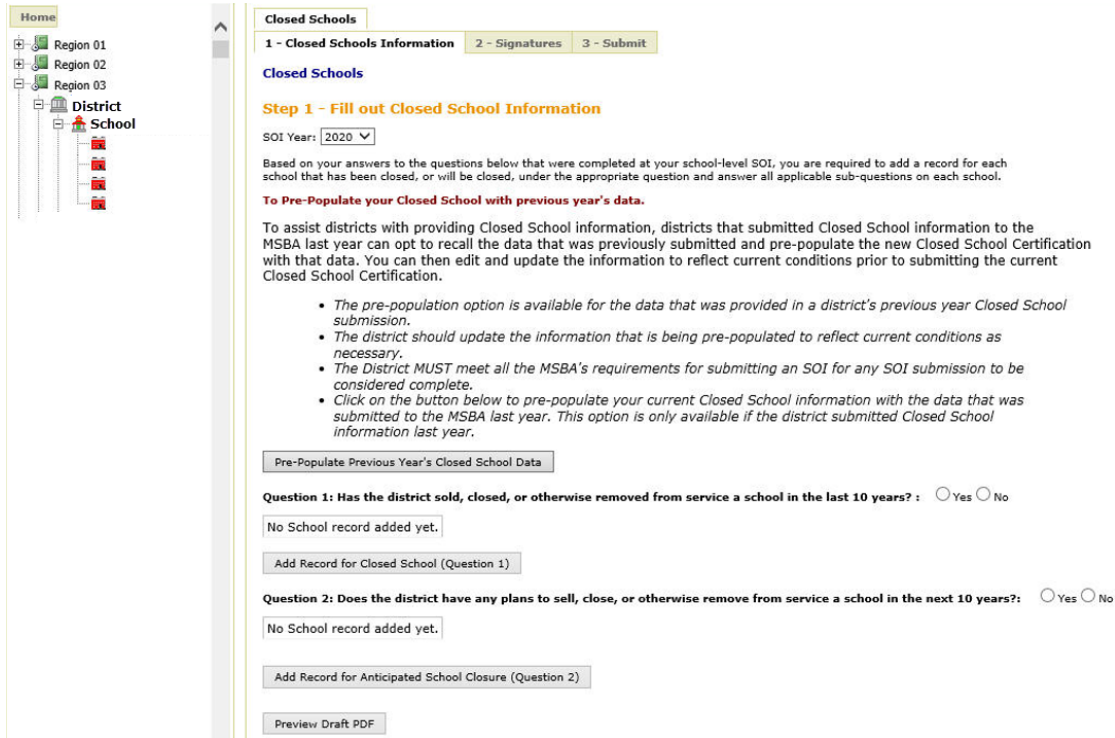 Home
Region 01
Region 02
Region 03
District
School
Closed Schools
1 - Closed Schools Information
2 - Signatures
3 - Submit
Closed Schools
Step 1 - Fill out Closed School Information
SOI Year: 2020
Based on your answers to the questions below that were completed at your school-level SOI, you are required to add a record for each
school that has been closed, or will be closed, under the appropriate question and answer all applicable sub-questions on each school.
To Pre-Populate your Closed School with previous year's data.
To assist districts with providing Closed School information, districts that submitted Closed School information to the
MSBA last year can opt to recall the data that was previously submitted and pre-populate the new Closed School Certification
with that data. You can then edit and update the information to reflect current conditions prior to submitting the current
Closed School Certification.
• The pre-population option is available for the data that was provided in a district's previous year Closed School
submission.
• The district should update the information that is being pre-populated to reflect current conditions as
necessary.
• The District MUST meet all the MSBA's requirements for submitting an SOI for any SOI submission to be
considered complete.
• Click on the button below to pre-populate your current Closed School information with the data that was
submitted to the MSBA last year. This option is only available if the district submitted Closed School
information last year.
Pre-Populate Previous Year's Closed School Data
Question 1: Has the district sold, closed, or otherwise removed from service a school in the last 10 years? : Yes No
No School record added yet.
Add Record for Closed School (Question 1)
Question 2: Does the district have any plans to sell, close, or otherwise remove from service a school in the next 10 years?: Yes No
No School record added yet.
Add Record for Anticipated School Closure (Question 2)
Preview Draft PDF